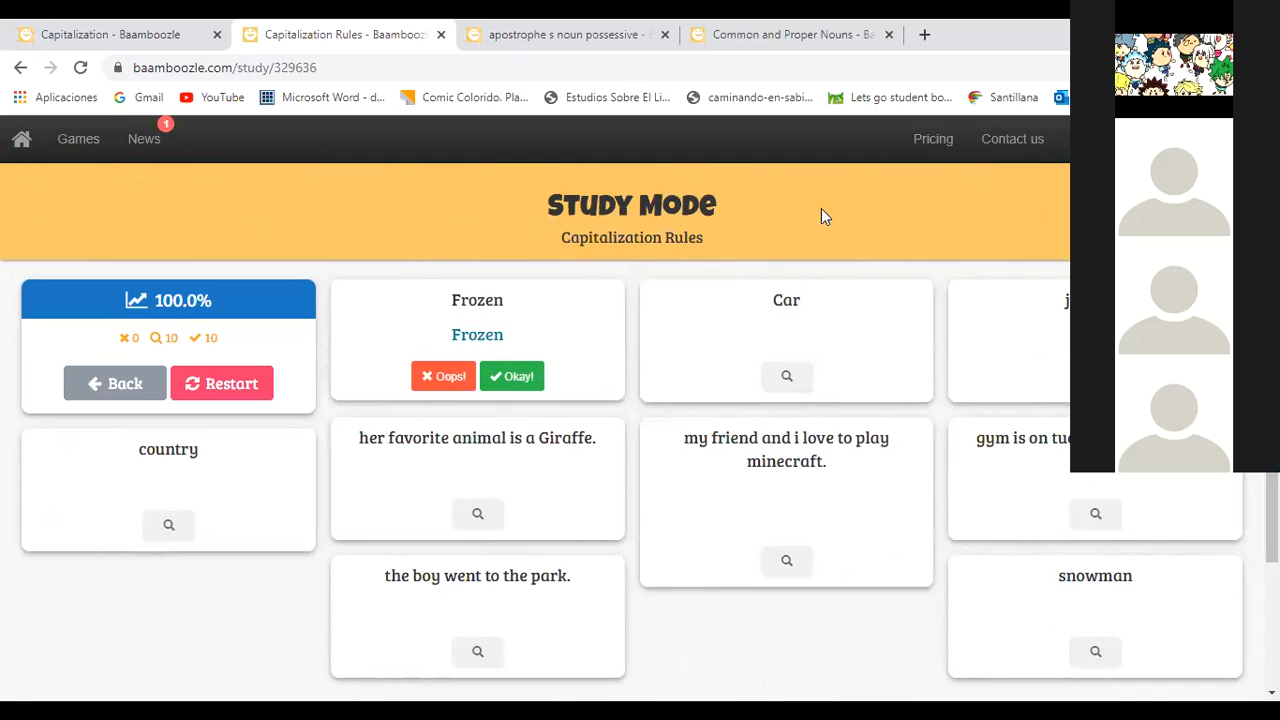 Capitalization - Baamboozle
Capitalization Rules - Baambooz
apostrophe s noun possessive -
Common and Proper Nouns - Ba
baamboozle.com/study/329636
Aplicaciones
Gmail
YouTube
Microsoft Word - d...
Comic Colorido. Pla...
Estudios Sobre El Li...
caminando-en-sabi...
Lets go student bo...
Santillana
Games
News
1
Pricing
Contact us
Study Mode
Capitalization Rules
100.0%
0 10 10
Back
Restart
Frozen
Frozen
Oops!
Okay!
Car
country
her favorite animal is a Giraffe.
my friend and i love to play
minecraft.
gym is on
the boy went to the park.
snowman